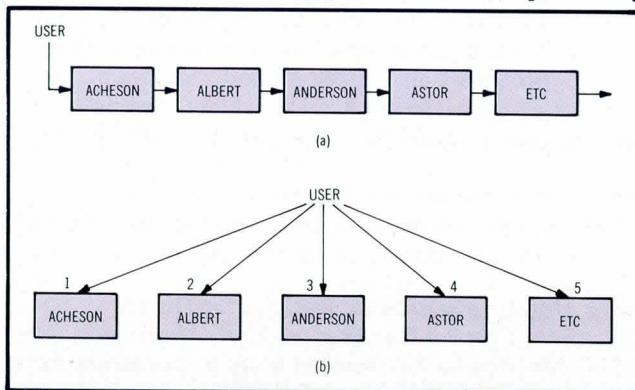 USER
ACHESON ALBERT ANDERSON ASTOR ETC
(a)
USER
1 2 3 4 5
ACHESON ALBERT ANDERSON ASTOR ETC
(b)